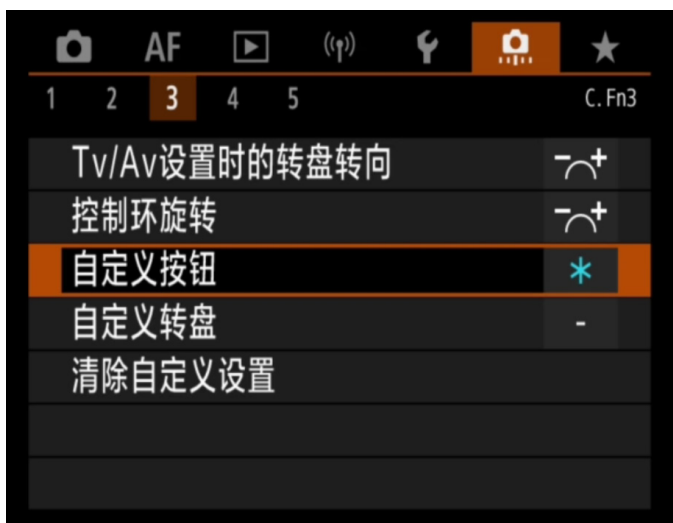 AF
1 2 3 4 5 C.Fn3
Tv/Av设置时的转盘转向 -+
控制环旋转 -+
自定义按钮 *
自定义转盘 -
清除自定义设置